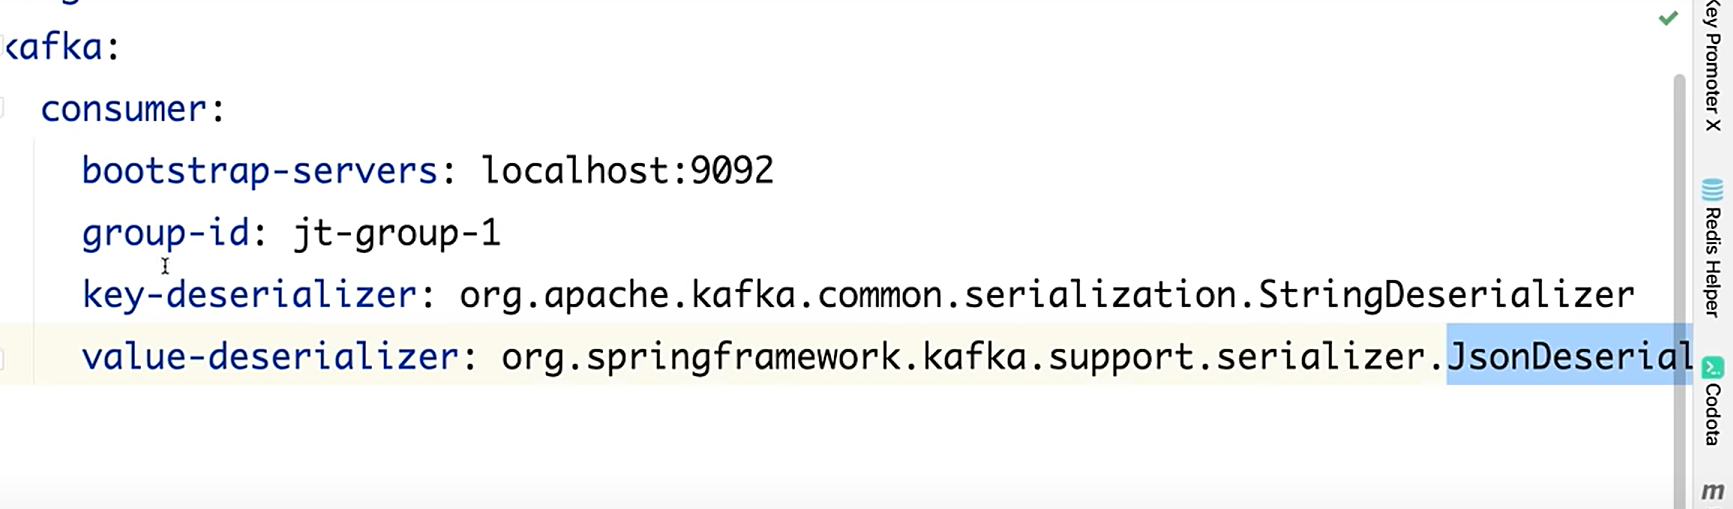 kafka:
consumer:
bootstrap-servers: localhost:9092
group-id: jt-group-1
key-deserializer: org.apache.kafka.common.serialization.StringDeserializer
value-deserializer: org.springframework.kafka.support.serializer.JsonDeserial
Key Promoter X
Redis Helper
Codota
m